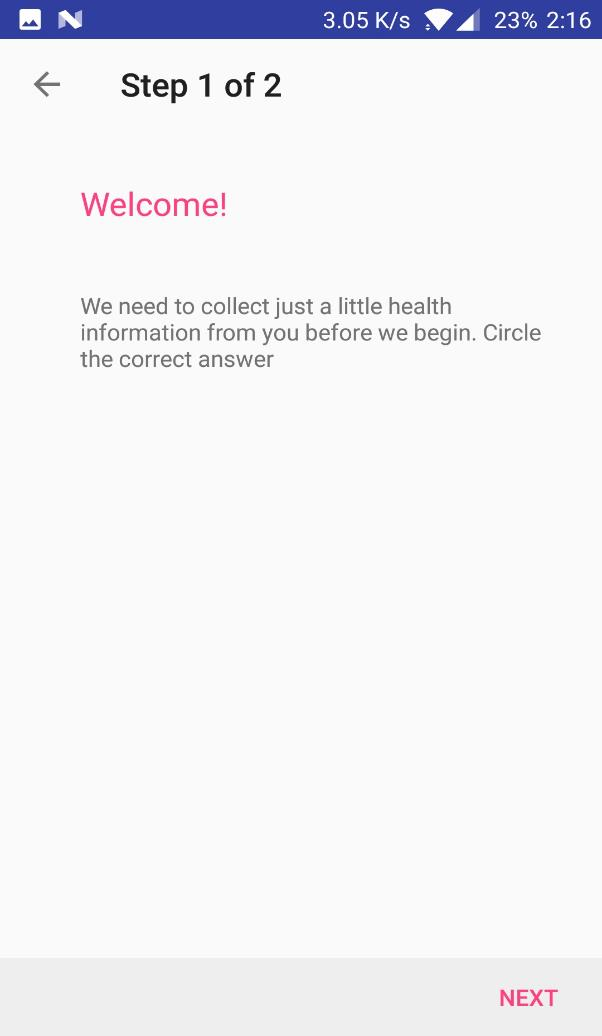 3.05 K/s 23% 2:16
Step 1 of 2
Welcome!
We need to collect just a little health
information from you before we begin. Circle
the correct answer
NEXT